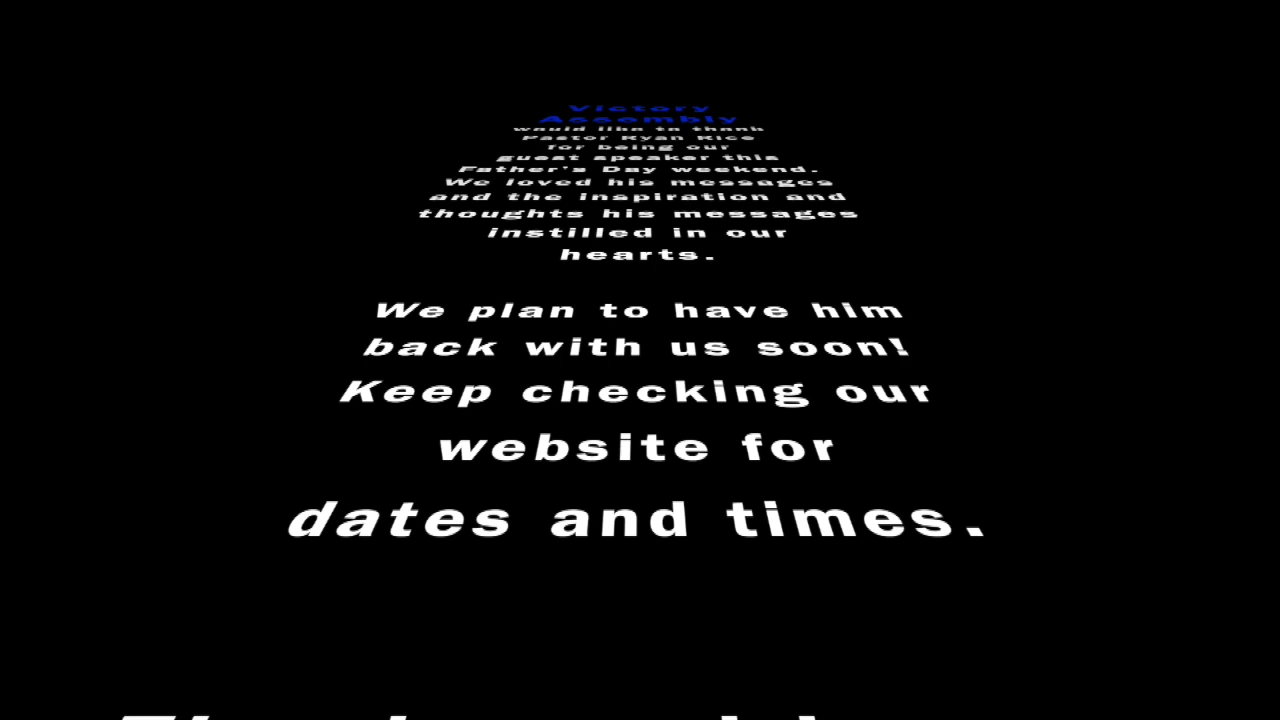 Victory
Assembly
would like to thank
Pastor Ryan Rice
for being our
guest speaker this
Father's Day weekend.
We loved his messages
and the inspiration and
thoughts his messages
instilled in our
hearts.
We plan to have him
back with us soon!
Keep checking our
website for
dates and times.